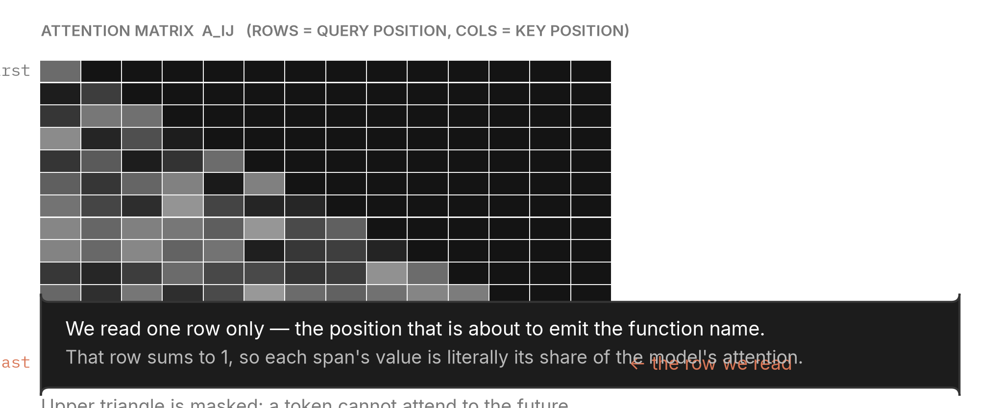 ATTENTION MATRIX A_IJ (ROWS = QUERY POSITION, COLS = KEY POSITION)
rst
We read one row only — the position that is about to emit the function name.
That row sums to 1, so each span's value is literally its share of the model's attention.
ast
← the row we read
Upper triangle is masked: a token cannot attend to the future